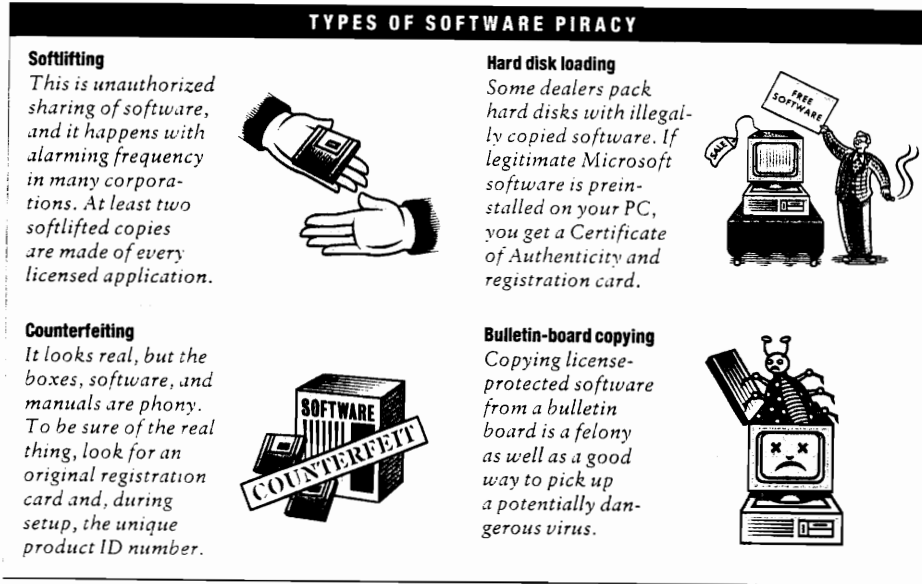 TYPES OF SOFTWARE PIRACY
Softlifting
This is unauthorized
sharing of software,
and it happens with
alarming frequency
in many corpora-
tions. At least two
softlifted copies
are made of every
licensed application.
Hard disk loading
Some dealers pack
hard disks with illegal-
ly copied software. If
legitimate Microsoft
software is prein-
stalled on your PC,
you get a Certificate
of Authenticity and
registration card.
FREE
SOFTWARE
SALE
Counterfeiting
It looks real, but the
boxes, software, and
manuals are phony.
To be sure of the real
thing, look for an
original registration
card and, during
setup, the unique
product ID number.
SOFTWARE
COUNTERFEIT
Bulletin-board copying
Copying license-
protected software
from a bulletin
board is a felony
as well as a good
way to pick up
a potentially dan-
gerous virus.